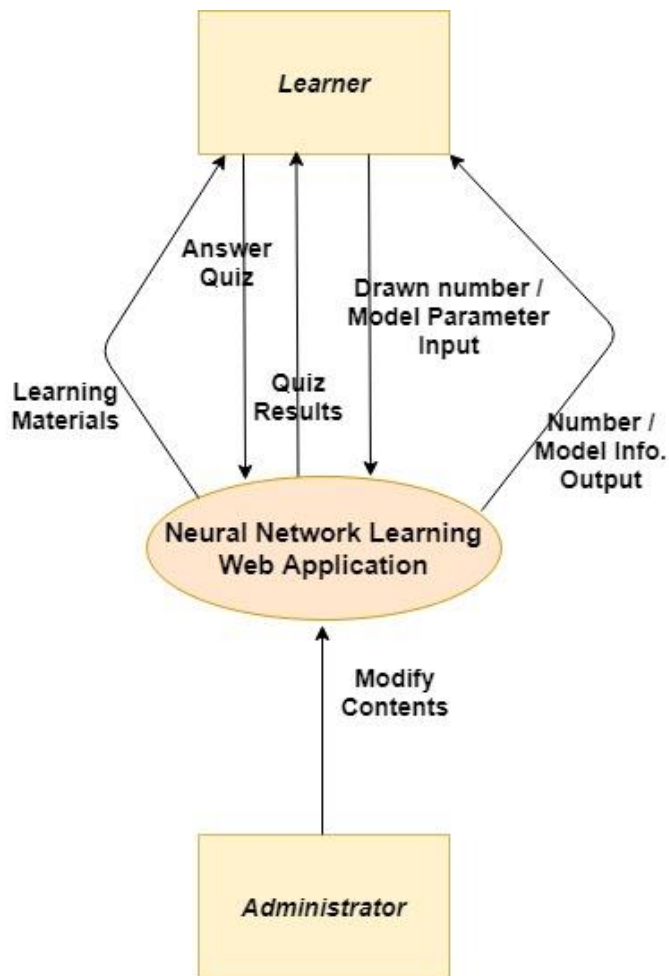 Learner
Answer
Quiz
Drawn number /
Model Parameter
Input
Learning
Materials
Quiz
Results
Number /
Model Info.
Output
Neural Network Learning
Web Application
Modify
Contents
Administrator